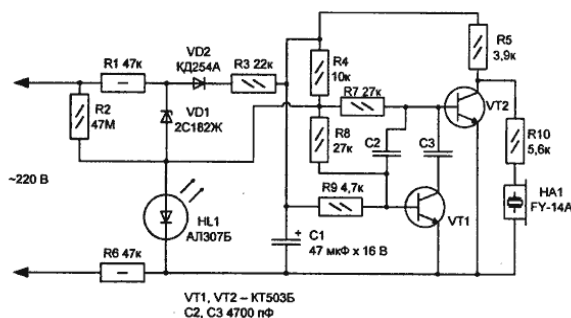 R1 47к
VD2
КД254А
R3 22к
R4
10к
R5
3,9к
R2
47М
VD1
2С182Ж
R7 27к
VT2
R8
27к
C2
C3
R10
5,6к
~220 В
HL1
АЛ307Б
R9 4,7к
VT1
HA1
FY-14A
R6 47к
+
C1
47 мкФ х 16 В
VT1, VT2 – КТ503Б
C2, C3 4700 пФ